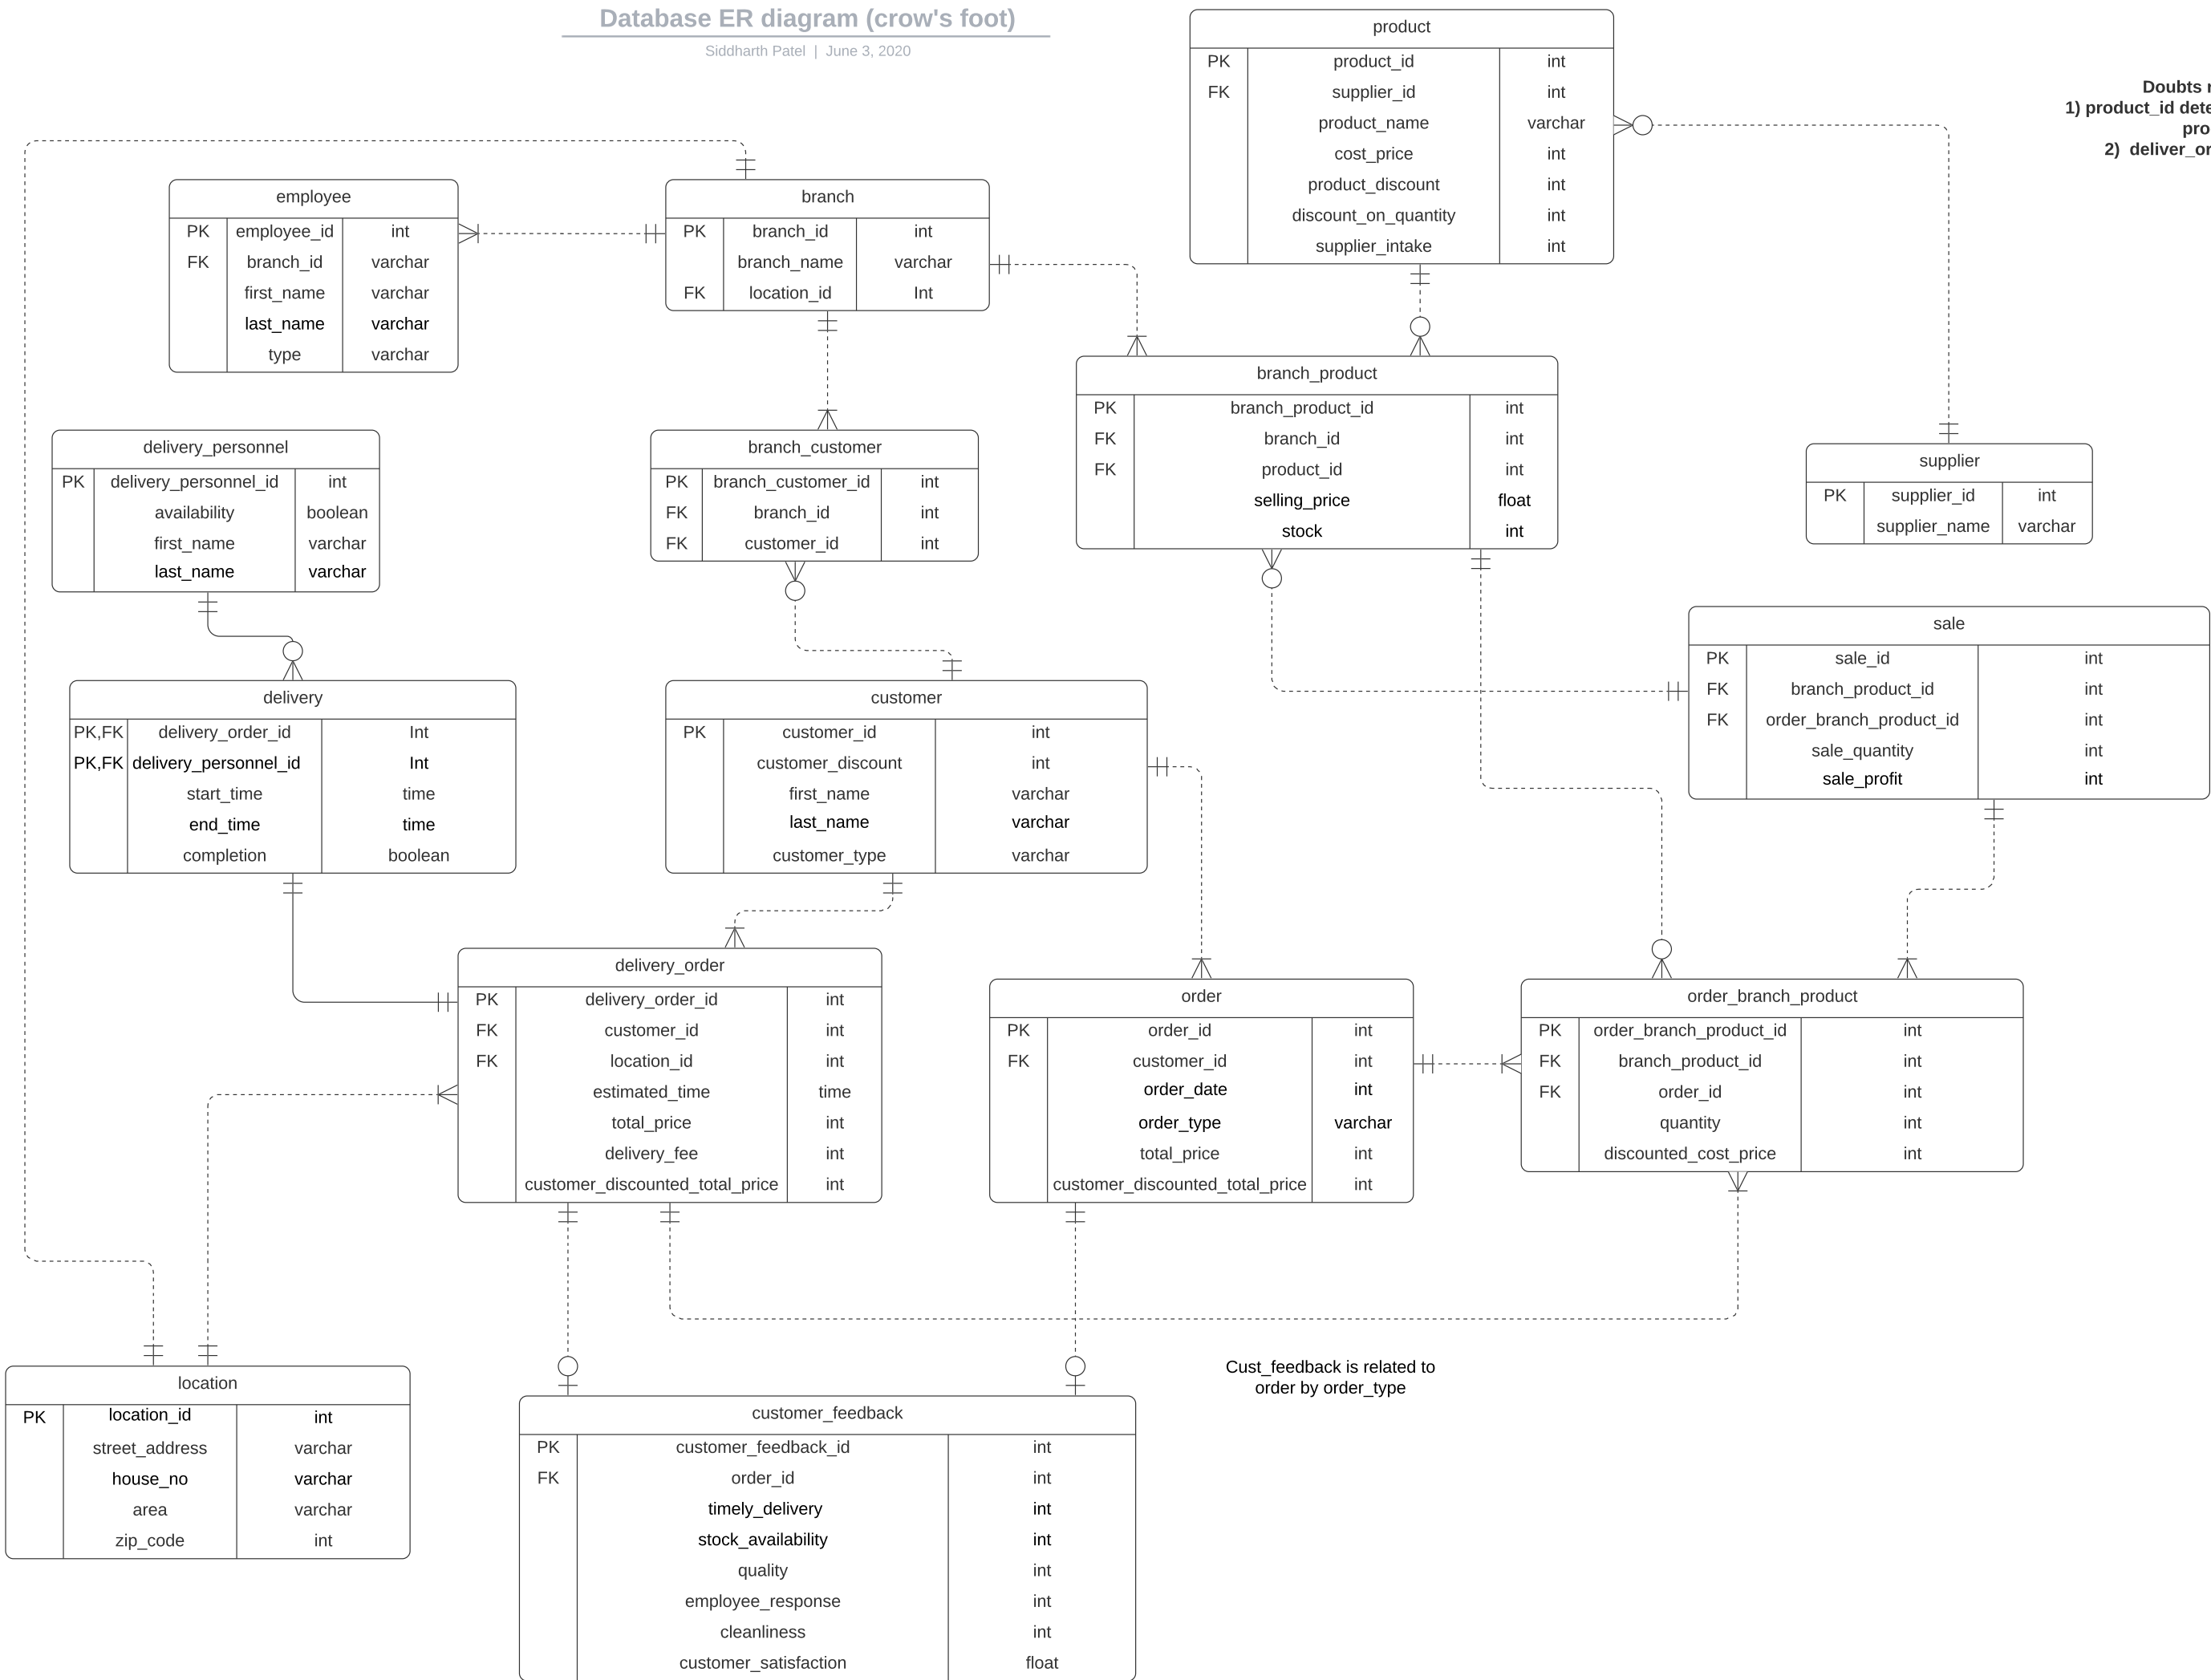 Database ER diagram (crow's foot)
Siddharth Patel | June 3, 2020
product
PK product_id int
FK supplier_id int
product_name varchar
cost_price int
product_discount int
discount_on_quantity int
supplier_intake int
Doubts
1) product_id
2) 
employee
PK employee_id int
FK branch_id varchar
first_name varchar
last_name varchar
type varchar
branch
PK branch_id int
branch_name varchar
FK location_id Int
branch_product
PK branch_product_id int
FK branch_id int
FK product_id int
selling_price float
stock int
delivery_personnel
PK delivery_personnel_id int
availability boolean
first_name varchar
last_name varchar
branch_customer
PK branch_customer_id int
FK branch_id int
FK customer_id int
supplier
PK supplier_id int
supplier_name varchar
sale
PK sale_id int
FK branch_product_id int
FK order_branch_product_id int
sale_quantity int
sale_profit int
delivery
PK,FK delivery_order_id Int
PK,FK delivery_personnel_id Int
start_time time
end_time time
completion boolean
customer
PK customer_id int
customer_discount int
first_name varchar
last_name varchar
customer_type varchar
delivery_order
PK delivery_order_id int
FK customer_id int
FK location_id int
estimated_time time
total_price int
delivery_fee int
customer_discounted_total_price int
order
PK order_id int
FK customer_id int
order_date int
order_type varchar
total_price int
customer_discounted_total_price int
order_branch_product
PK order_branch_product_id int
FK branch_product_id int
FK order_id int
quantity int
discounted_cost_price int
location
PK location_id int
street_address varchar
house_no varchar
area varchar
zip_code int
Cust_feedback is related to
order by order_type
customer_feedback
PK customer_feedback_id int
FK order_id int
timely_delivery int
stock_availability int
quality int
employee_response int
cleanliness int
customer_satisfaction float